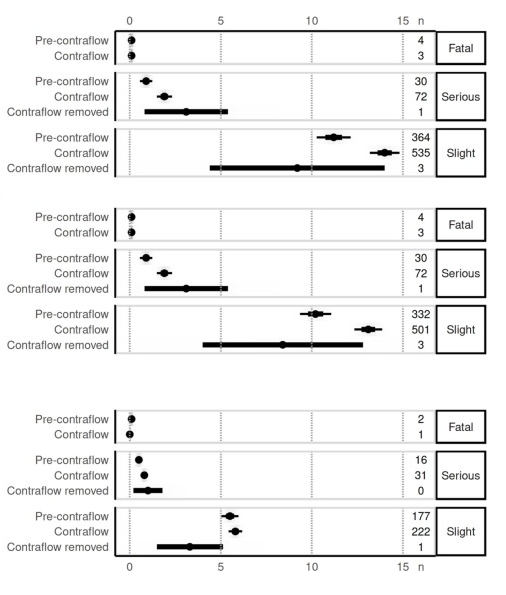 0 5 10 15 n
Pre-contraflow 4
Contraflow 3
Fatal
Pre-contraflow 30
Contraflow 72
Contraflow removed 1
Serious
Pre-contraflow 364
Contraflow 535
Contraflow removed 3
Slight
Pre-contraflow 4
Contraflow 3
Fatal
Pre-contraflow 30
Contraflow 72
Contraflow removed 1
Serious
Pre-contraflow 332
Contraflow 501
Contraflow removed 3
Slight
Pre-contraflow 2
Contraflow 1
Fatal
Pre-contraflow 16
Contraflow 31
Contraflow removed 0
Serious
Pre-contraflow 177
Contraflow 222
Contraflow removed 1
Slight
0 5 10 15 n